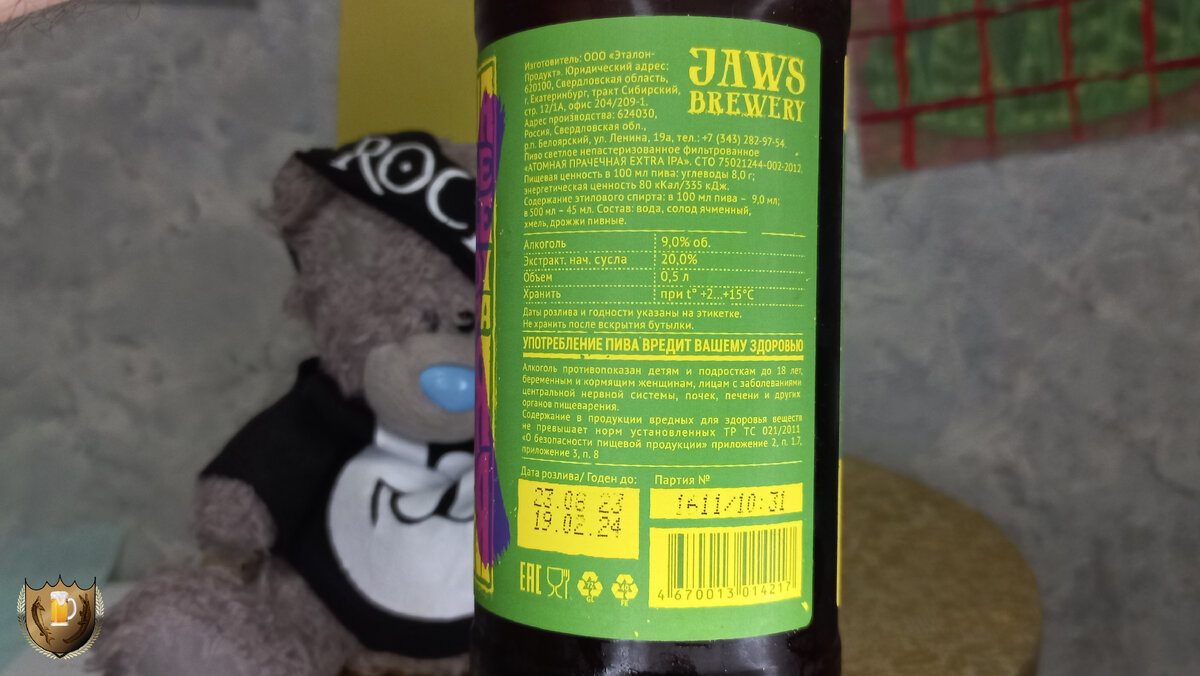 ROC
JAWS
BREWERY
Изготовитель: ООО «Эталон-
Продукт». Юридический адрес:
620100, Свердловская область,
г. Екатеринбург, тракт Сибирский,
стр. 12/1А, офис 204/209-1.
Адрес производства: 624030,
Россия, Свердловская обл.,
р.п. Белоярский, ул. Ленина, 19а, тел.: +7 (343) 282-97-54.
Пиво светлое непастеризованное фильтрованное
«АТОМНАЯ ПРАЧЕЧНАЯ EXTRA IPA». СТО 75021244-002-2012.
Пищевая ценность в 100 мл пива: углеводы 8,0 г;
энергетическая ценность 80 кКал/335 кДж.
Содержание этилового спирта: в 100 мл пива – 9,0 мл;
в 500 мл – 45 мл. Состав: вода, солод ячменный,
хмель, дрожжи пивные.
Алкоголь 9,0% об.
Экстракт. нач. сусла 20,0%
Объем 0,5 л
Хранить при t° +2...+15°C
Даты розлива и годности указаны на этикетке.
Не хранить после вскрытия бутылки.
УПОТРЕБЛЕНИЕ ПИВА ВРЕДИТ ВАШЕМУ ЗДОРОВЬЮ
Алкоголь противопоказан детям и подросткам до 18 лет,
беременным и кормящим женщинам, лицам с заболеваниями
центральной нервной системы, почек, печени и других
органов пищеварения.
Содержание в продукции вредных для здоровья веществ
не превышает норм установленных ТР ТС 021/2011
«О безопасности пищевой продукции» приложение 2, п. 1.7,
приложение 3, п. 8
Дата розлива/ Годен до: Партия №
23.08 23 1611/10:31
19.02.24
EAC
4 670013 014217